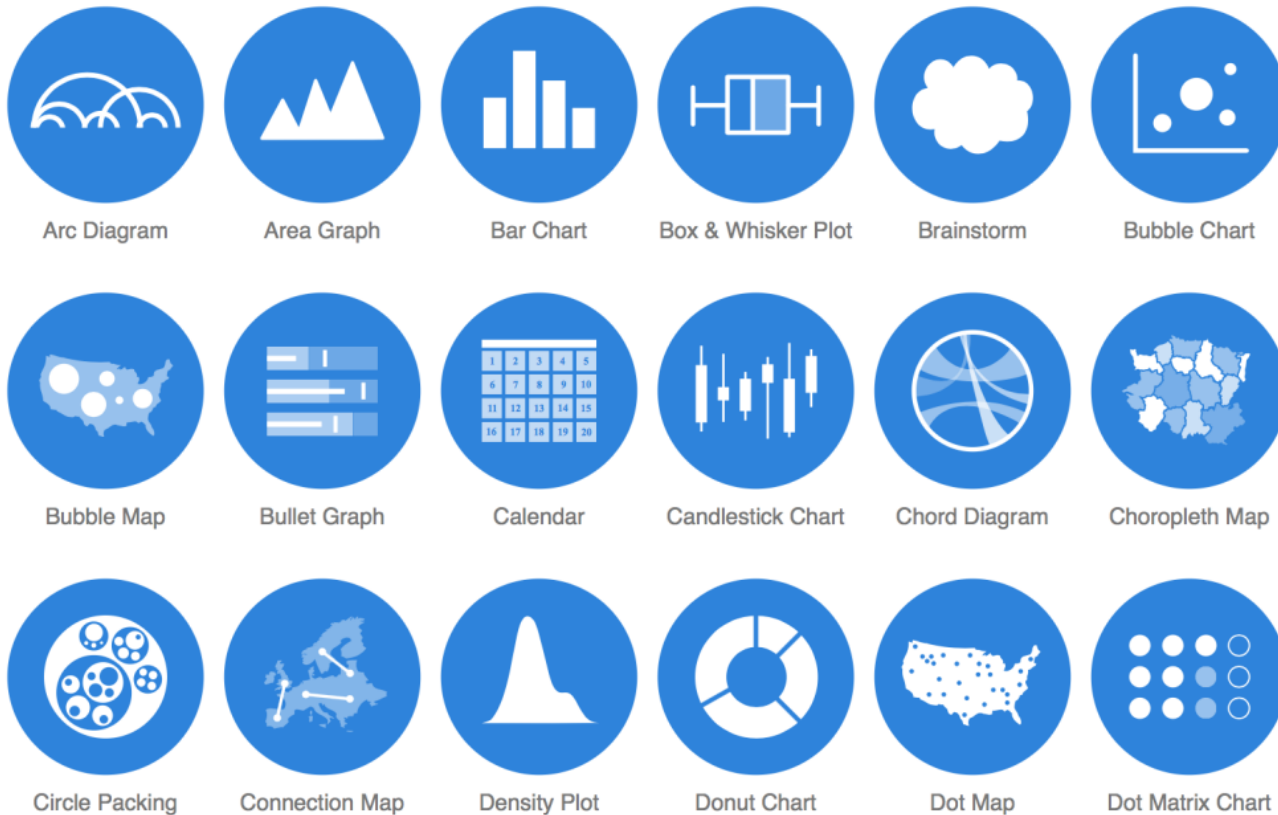 Arc Diagram
Area Graph
Bar Chart
Box & Whisker Plot
Brainstorm
Bubble Chart
1 2 3 4 5
6 7 8 9 10
11 12 13 14 15
16 17 18 19 20
Bubble Map
Bullet Graph
Calendar
Candlestick Chart
Chord Diagram
Choropleth Map
Circle Packing
Connection Map
Density Plot
Donut Chart
Dot Map
Dot Matrix Chart